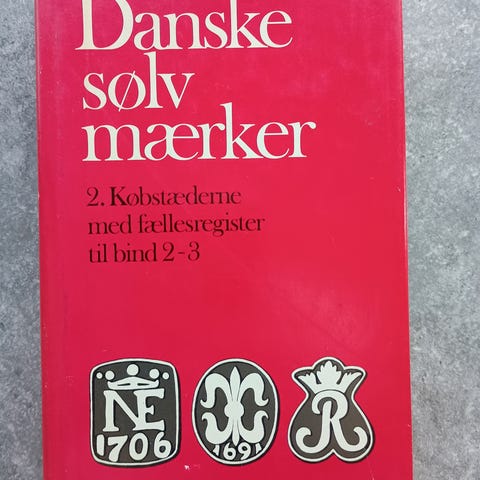 Danske
sølv
mærker
2. Købstæderne
med fællesregister
til bind 2-3
NE
1706
1691
R